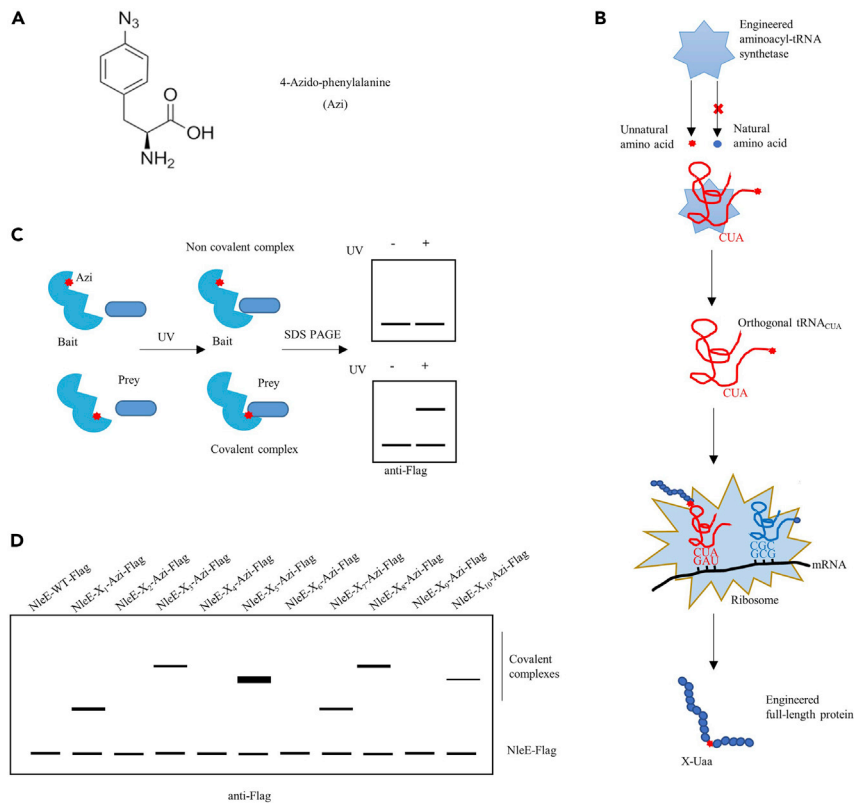 A
N3
O
OH
NH2
4-Azido-phenylalanine
(Azi)
B
Engineered
aminoacyl-tRNA
synthetase
Unnatural
amino acid
Natural
amino acid
CUA
Orthogonal tRNACUA
CUA
CUA
GAU
CGC
GCG
mRNA
Ribosome
Engineered
full-length protein
X-Uaa
C
Non covalent complex
Azi
Bait
UV
Bait
SDS PAGE
UV - +
Prey
Prey
Covalent complex
UV - +
anti-Flag
D
NleE-WT-Flag
NleE-X1-Azi-Flag
NleE-X2-Azi-Flag
NleE-X3-Azi-Flag
NleE-X4-Azi-Flag
NleE-X5-Azi-Flag
NleE-X6-Azi-Flag
NleE-X7-Azi-Flag
NleE-X8-Azi-Flag
NleE-X9-Azi-Flag
NleE-X10-Azi-Flag
Covalent
complexes
NleE-Flag
anti-Flag